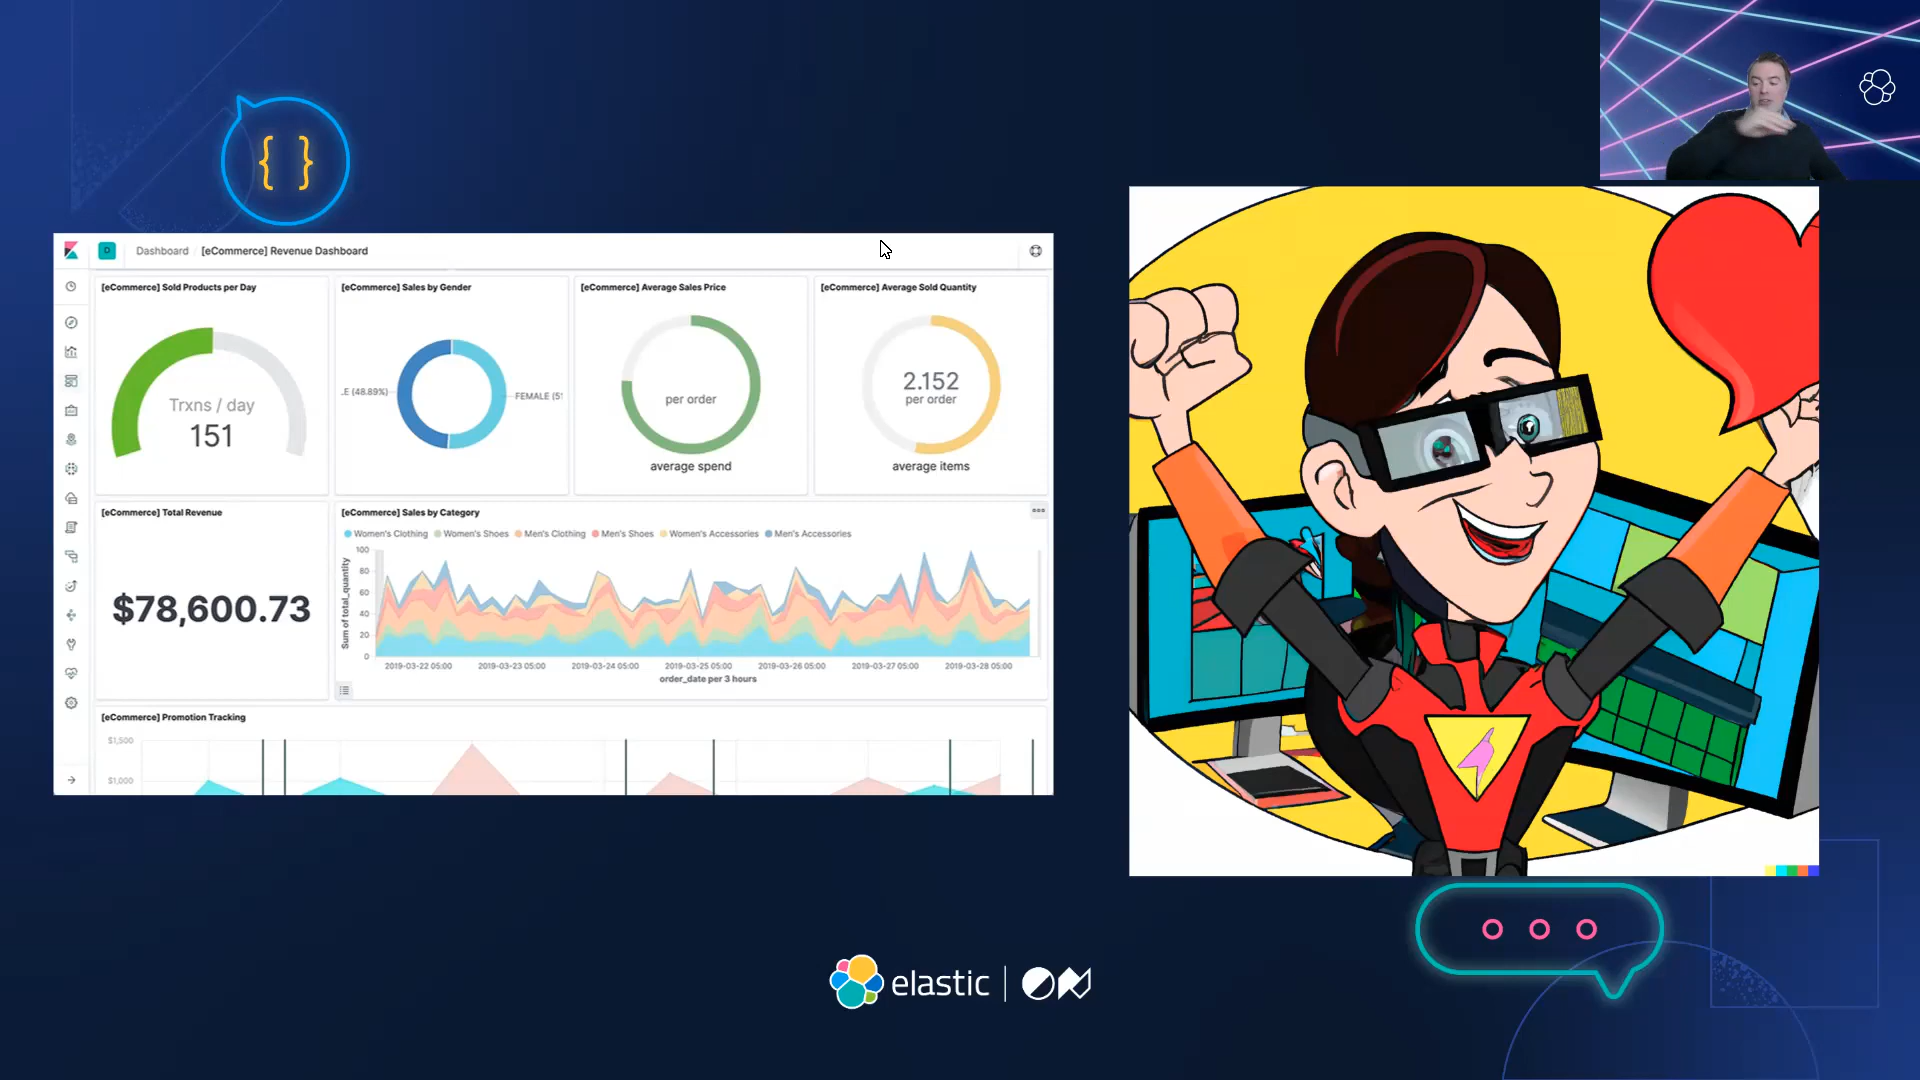 { }
D
Dashboard
[eCommerce] Revenue Dashboard
[eCommerce] Sold Products per Day
Trxns / day
151
[eCommerce] Sales by Gender
.E (48.89%)
FEMALE (5
[eCommerce] Average Sales Price
per order
average spend
[eCommerce] Average Sold Quantity
2.152
per order
average items
[eCommerce] Total Revenue
$78,600.73
[eCommerce] Sales by Category
Women's Clothing Women's Shoes Men's Clothing Men's Shoes Women's Accessories Men's Accessories
Sum of total_quantity
100
80
60
40
20
0
2019-03-22 05:00 2019-03-23 05:00 2019-03-24 05:00 2019-03-25 05:00 2019-03-26 05:00 2019-03-27 05:00 2019-03-28 05:00
order_date per 3 hours
[eCommerce] Promotion Tracking
$1,500
$1,000
elastic
ON